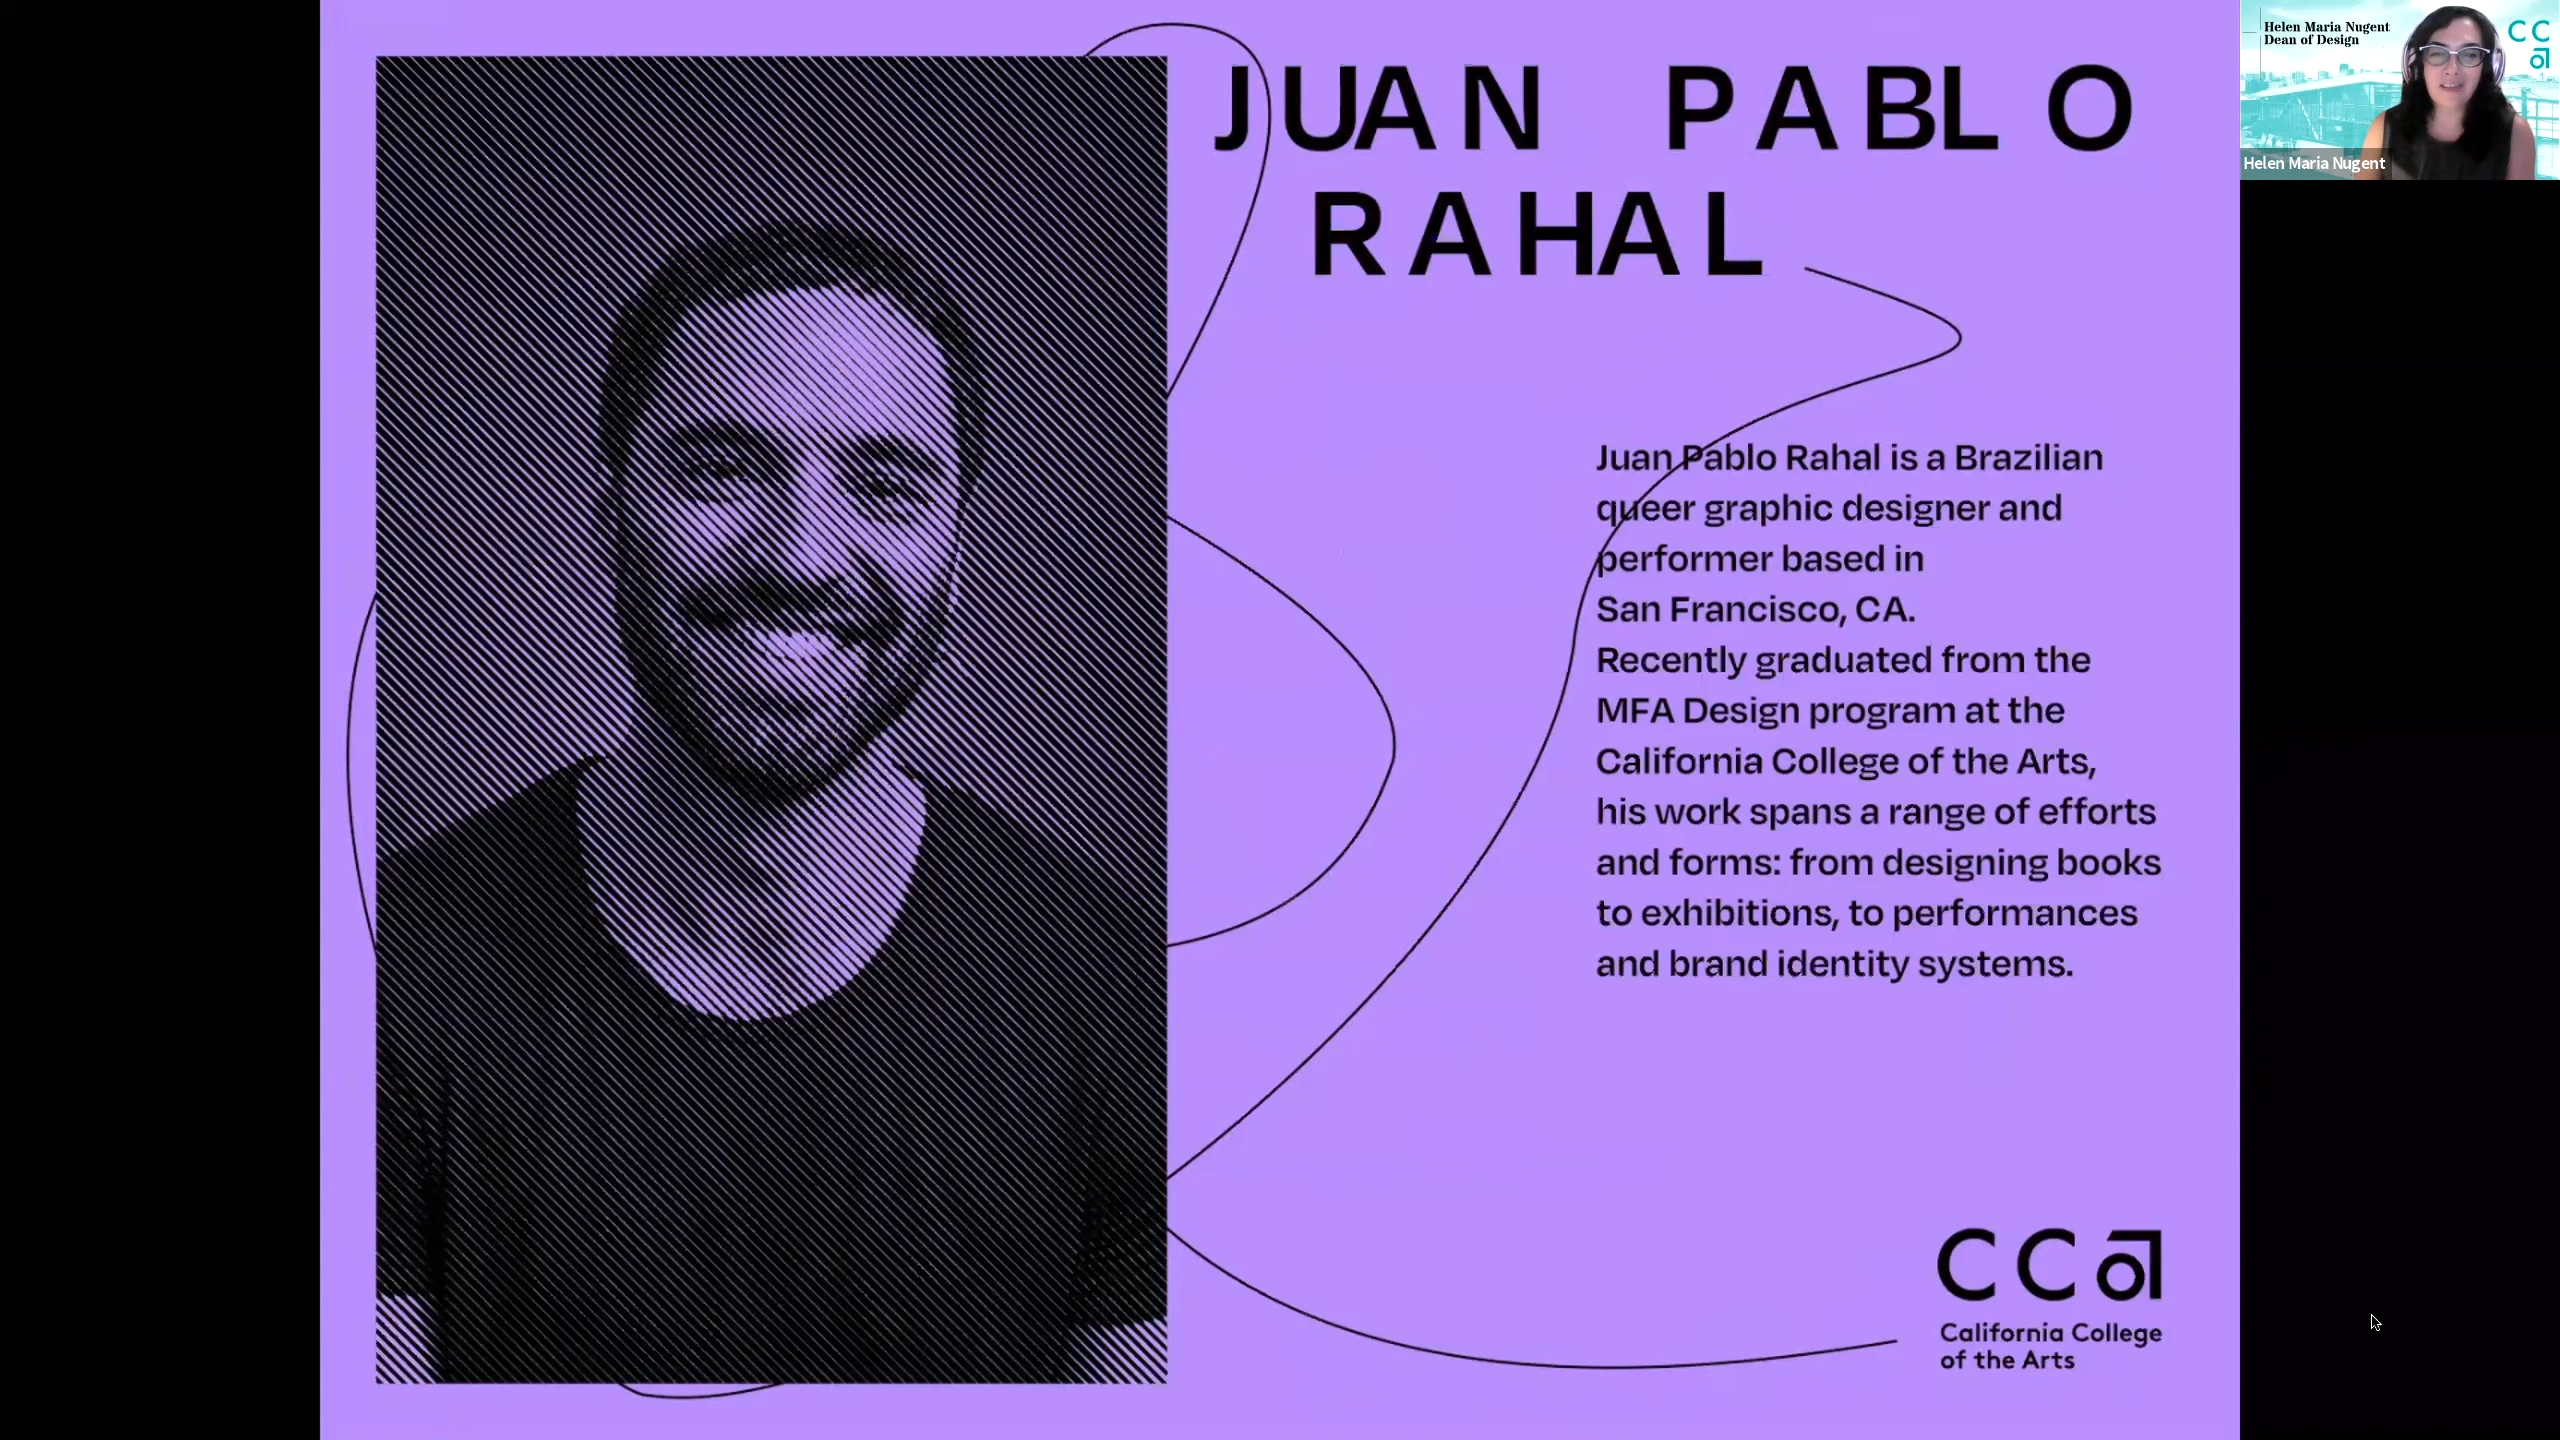 JUAN PABLO
RAHAL
Juan Pablo Rahal is a Brazilian
queer graphic designer and
performer based in
San Francisco, CA.
Recently graduated from the
MFA Design program at the
California College of the Arts,
his work spans a range of efforts
and forms: from designing books
to exhibitions, to performances
and brand identity systems.
CCa
California College
of the Arts
Helen Maria Nugent
Dean of Design
CC
a
Helen Maria Nugent